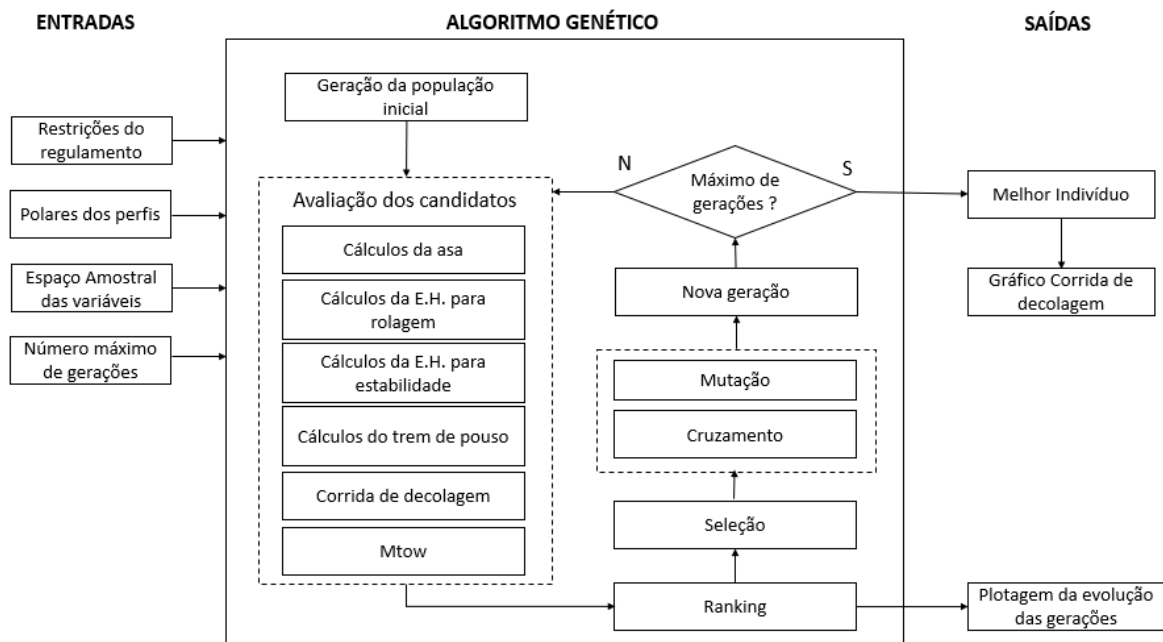 ENTRADAS
ALGORITMO GENÉTICO
SAÍDAS
Restrições do
regulamento
Polares dos perfis
Espaço Amostral
das variáveis
Número máximo
de gerações
Geração da população
inicial
Avaliação dos candidatos
Cálculos da asa
Cálculos da E.H. para
rolagem
Cálculos da E.H. para
estabilidade
Cálculos do trem de pouso
Corrida de decolagem
Mtow
N
Máximo de
gerações ?
S
Nova geração
Mutação
Cruzamento
Seleção
Ranking
Melhor Indivíduo
Gráfico Corrida de
decolagem
Plotagem da evolução
das gerações